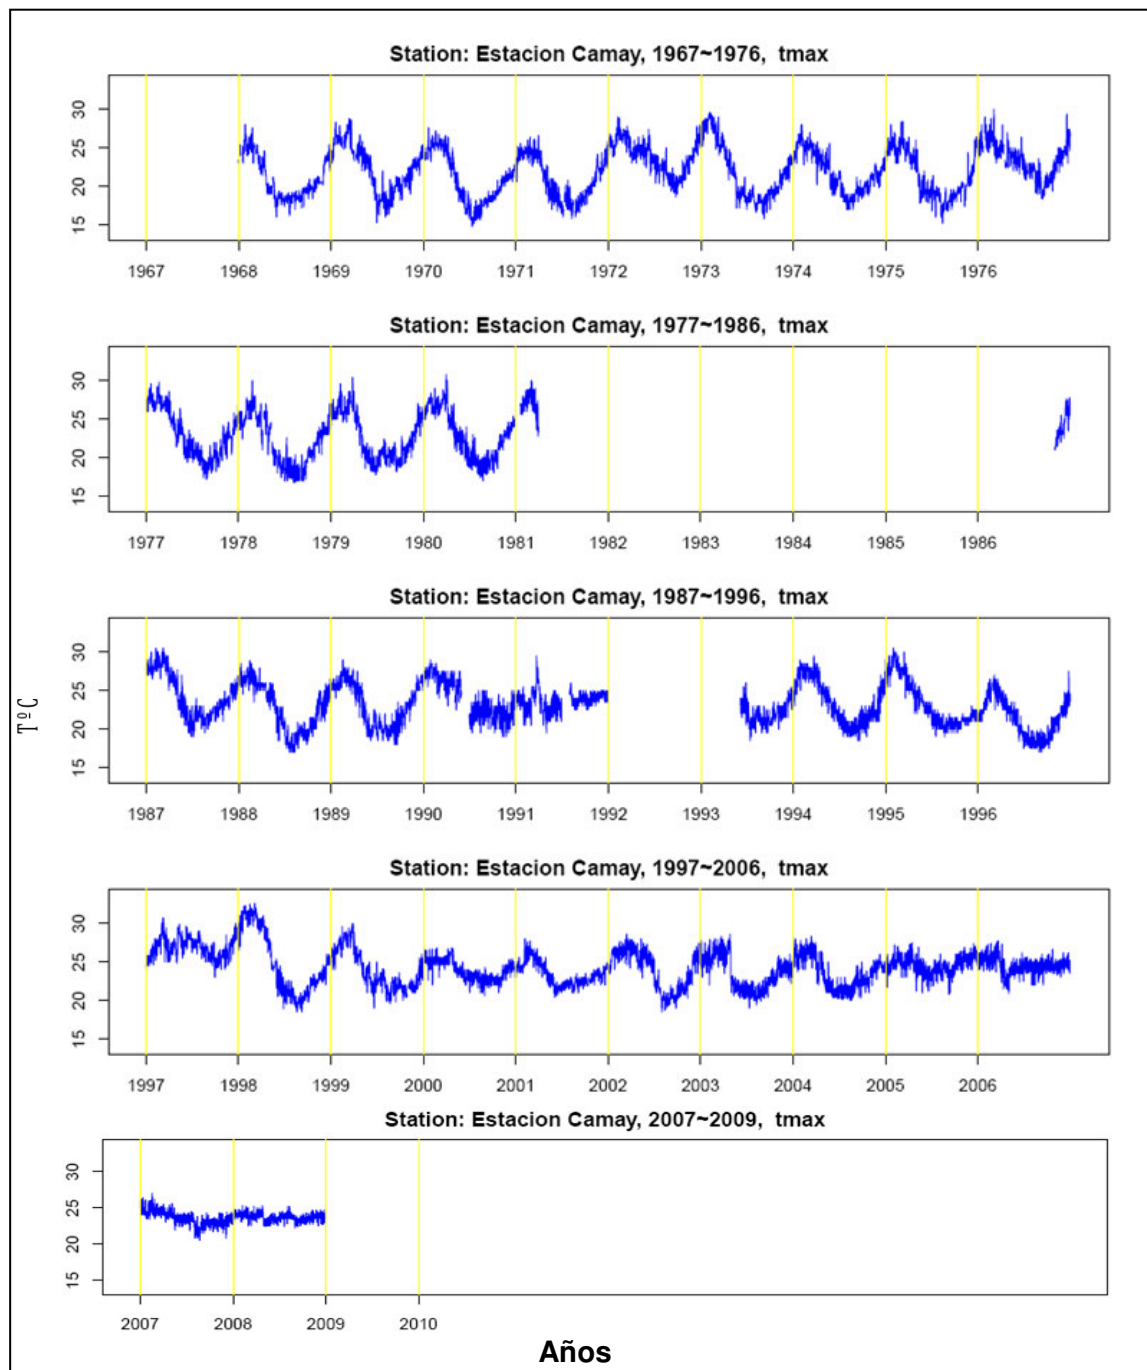 Station: Estacion Camay, 1967~1976, tmax
30
25
20
15
1967 1968 1969 1970 1971 1972 1973 1974 1975 1976
Station: Estacion Camay, 1977~1986, tmax
30
25
20
15
1977 1978 1979 1980 1981 1982 1983 1984 1985 1986
Station: Estacion Camay, 1987~1996, tmax
30
25
20
15
T º C
1987 1988 1989 1990 1991 1992 1993 1994 1995 1996
Station: Estacion Camay, 1997~2006, tmax
30
25
20
15
1997 1998 1999 2000 2001 2002 2003 2004 2005 2006
Station: Estacion Camay, 2007~2009, tmax
30
25
20
15
2007 2008 2009 2010
Años